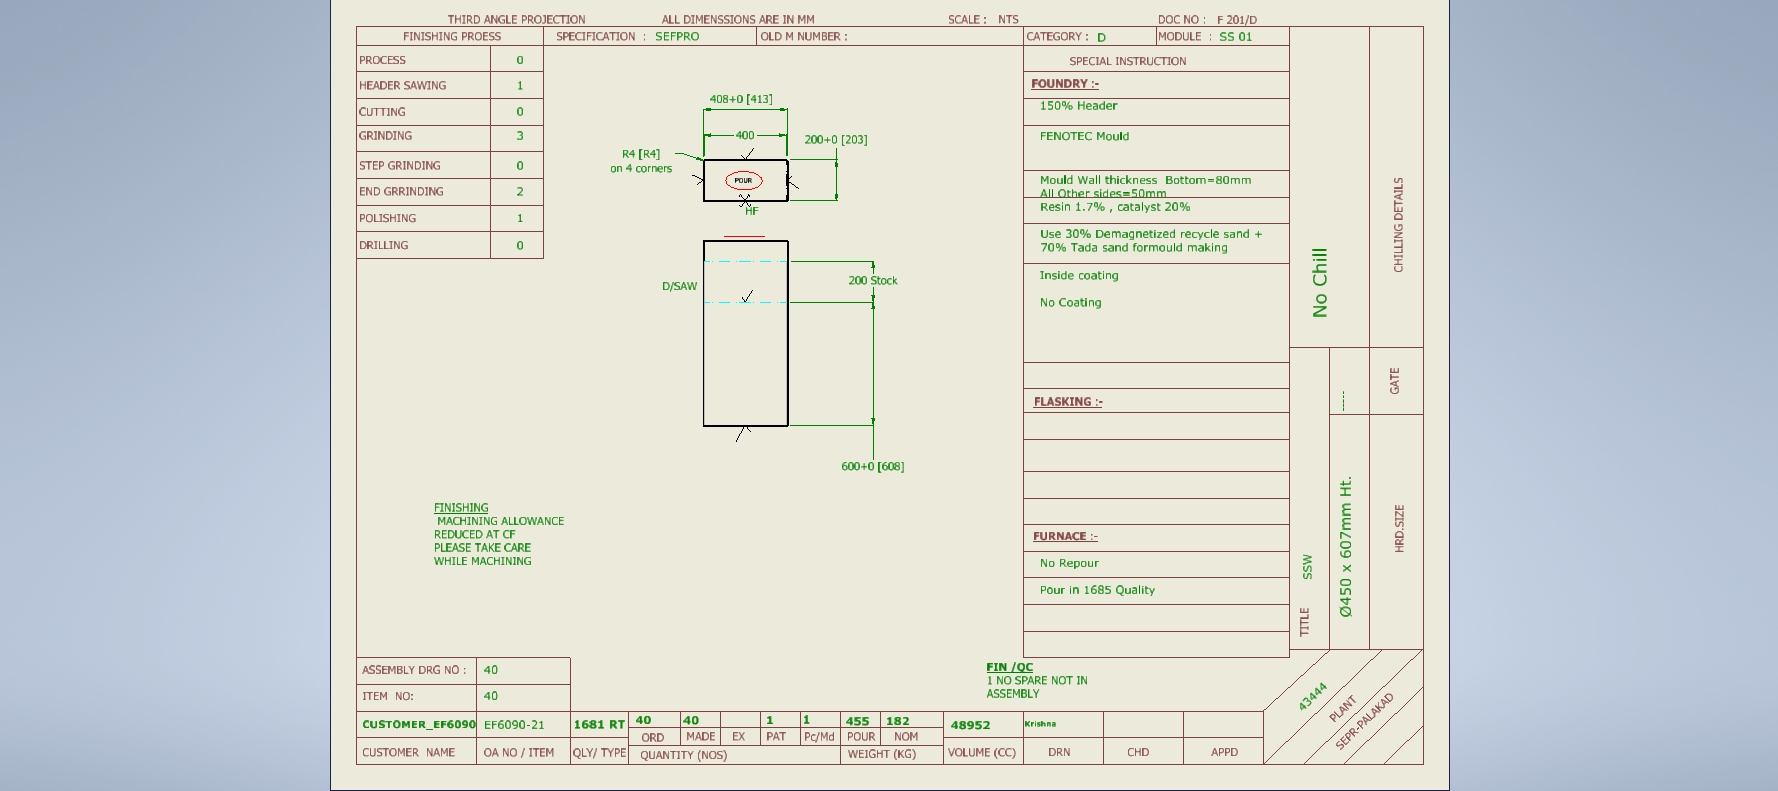 THIRD ANGLE PROJECTION ALL DIMENSSIONS ARE IN MM SCALE : NTS DOC NO : F 201/D
FINISHING PROESS SPECIFICATION : SEFPRO OLD M NUMBER : CATEGORY : D MODULE : SS 01
PROCESS 0
HEADER SAWING 1
CUTTING 0
GRINDING 3
STEP GRINDING 0
END GRRINDING 2
POLISHING 1
DRILLING 0
408+0 [413]
400
200+0 [203]
R4 [R4]
on 4 corners
POUR
HF
D/SAW
200 Stock
600+0 [608]
FINISHING
MACHINING ALLOWANCE
REDUCED AT CF
PLEASE TAKE CARE
WHILE MACHINING
SPECIAL INSTRUCTION
FOUNDRY :-
150% Header
FENOTEC Mould
Mould Wall thickness Bottom=80mm
All Other sides=50mm
Resin 1.7% , catalyst 20%
Use 30% Demagnetized recycle sand +
70% Tada sand formould making
Inside coating
No Coating
FLASKING :-
FURNACE :-
No Repour
Pour in 1685 Quality
No Chill
CHILLING DETAILS
------
GATE
TITLE SSW
Ø450 x 607mm Ht.
HRD.SIZE
FIN /QC
1 NO SPARE NOT IN
ASSEMBLY
ASSEMBLY DRG NO : 40
ITEM NO: 40
CUSTOMER_EF6090 EF6090-21 1681 RT 40 40 1 1 455 182 48952 Krishna
ORD MADE EX PAT Pc/Md POUR NOM
CUSTOMER NAME OA NO / ITEM QLY/ TYPE QUANTITY (NOS) WEIGHT (KG) VOLUME (CC) DRN CHD APPD
43444
PLANT
SEPR-PALAKAD